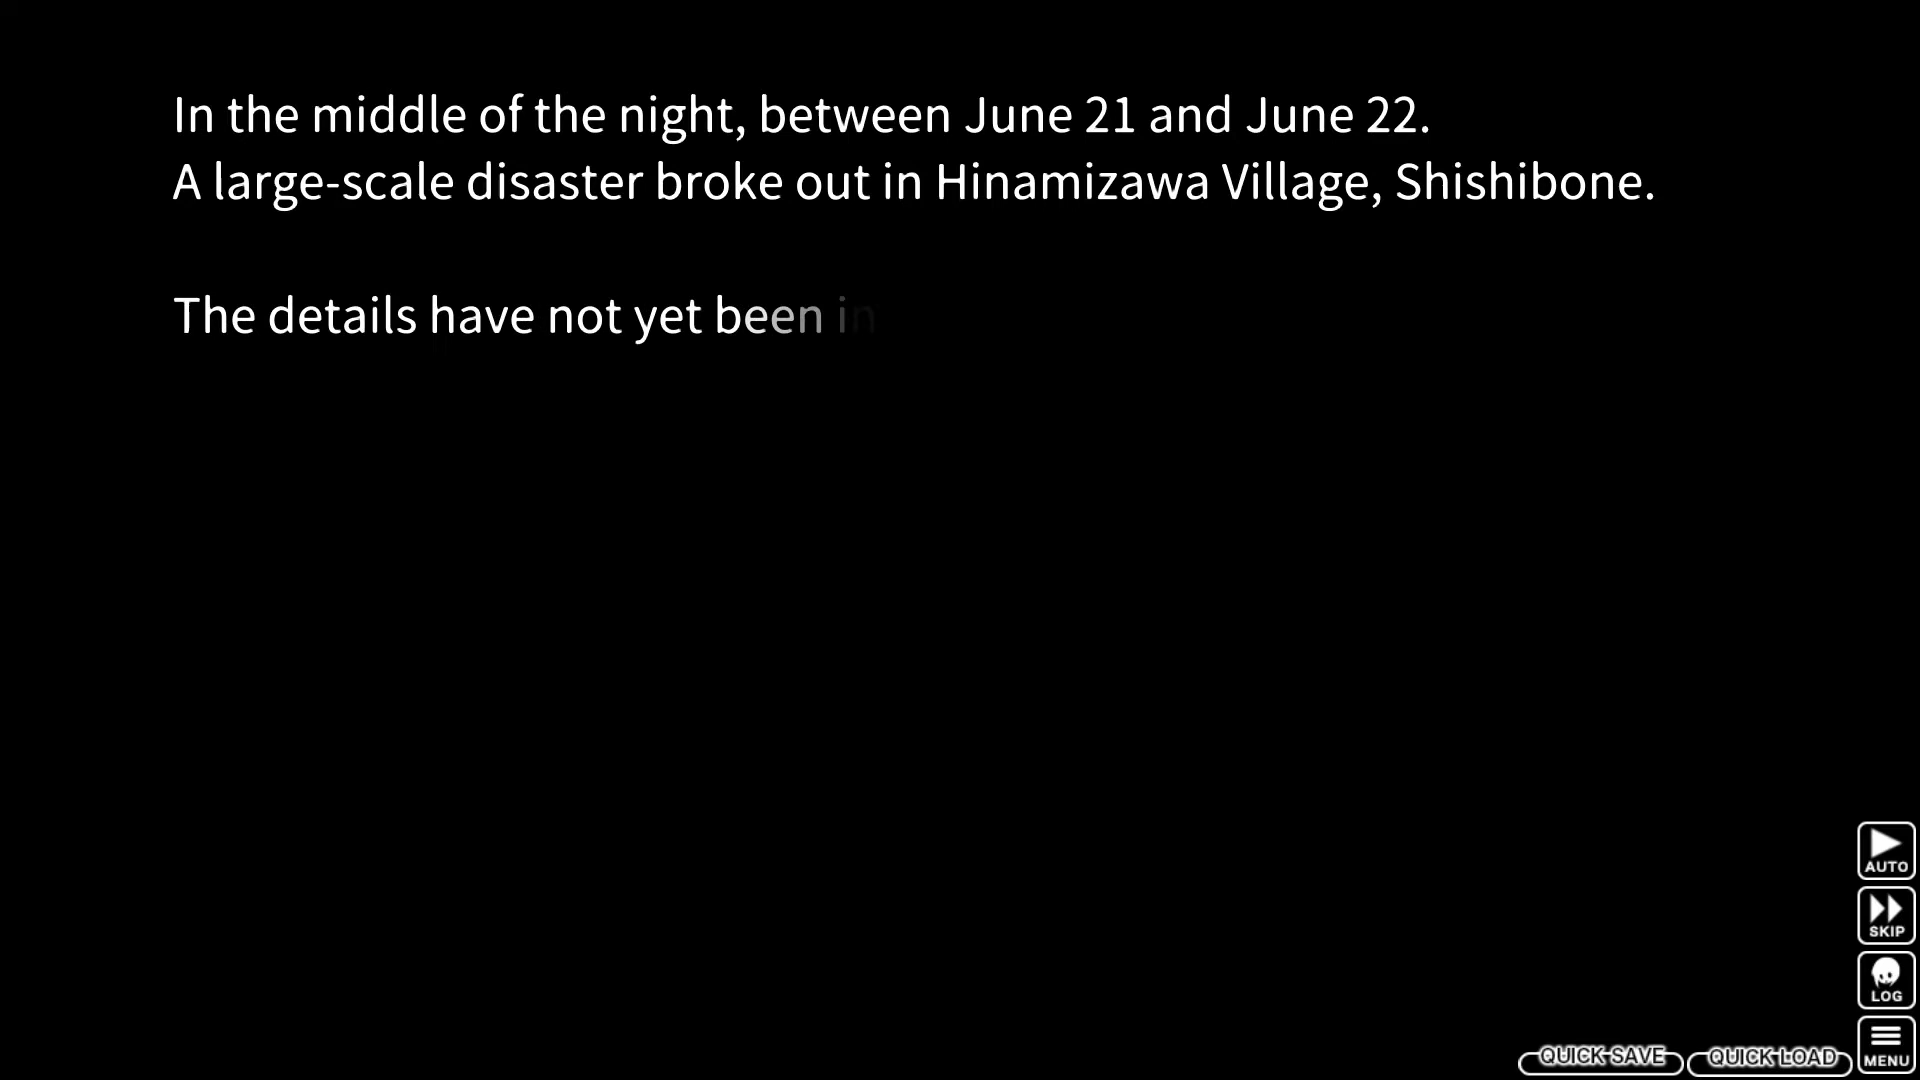 In the middle of the night, between June 21 and June 22.
A large-scale disaster broke out in Hinamizawa Village, Shishibone.
The details have not yet been in
AUTO
SKIP
LOG
MENU
QUICK SAVE QUICK LOAD